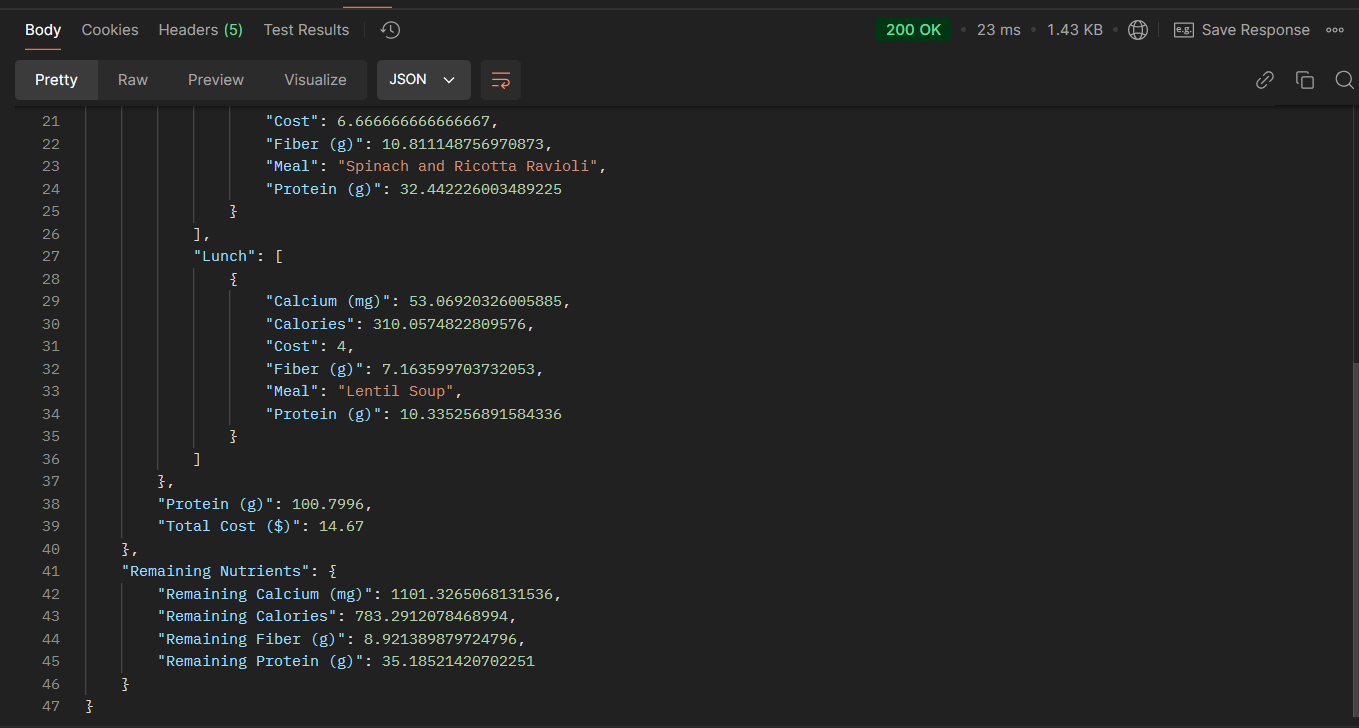 Body Cookies Headers (5) Test Results 200 OK • 23 ms • 1.43 KB • e.g. Save Response
Pretty Raw Preview Visualize JSON
21 "Cost": 6.666666666666667,
22 "Fiber (g)": 10.811148756970873,
23 "Meal": "Spinach and Ricotta Ravioli",
24 "Protein (g)": 32.442226003489225
25 }
26 ],
27 "Lunch": [
28 {
29 "Calcium (mg)": 53.06920326005885,
30 "Calories": 310.0574822809576,
31 "Cost": 4,
32 "Fiber (g)": 7.163599703732053,
33 "Meal": "Lentil Soup",
34 "Protein (g)": 10.335256891584336
35 }
36 ]
37 },
38 "Protein (g)": 100.7996,
39 "Total Cost ($)": 14.67
40 },
41 "Remaining Nutrients": {
42 "Remaining Calcium (mg)": 1101.3265068131536,
43 "Remaining Calories": 783.2912078468994,
44 "Remaining Fiber (g)": 8.921389879724796,
45 "Remaining Protein (g)": 35.18521420702251
46 }
47 }